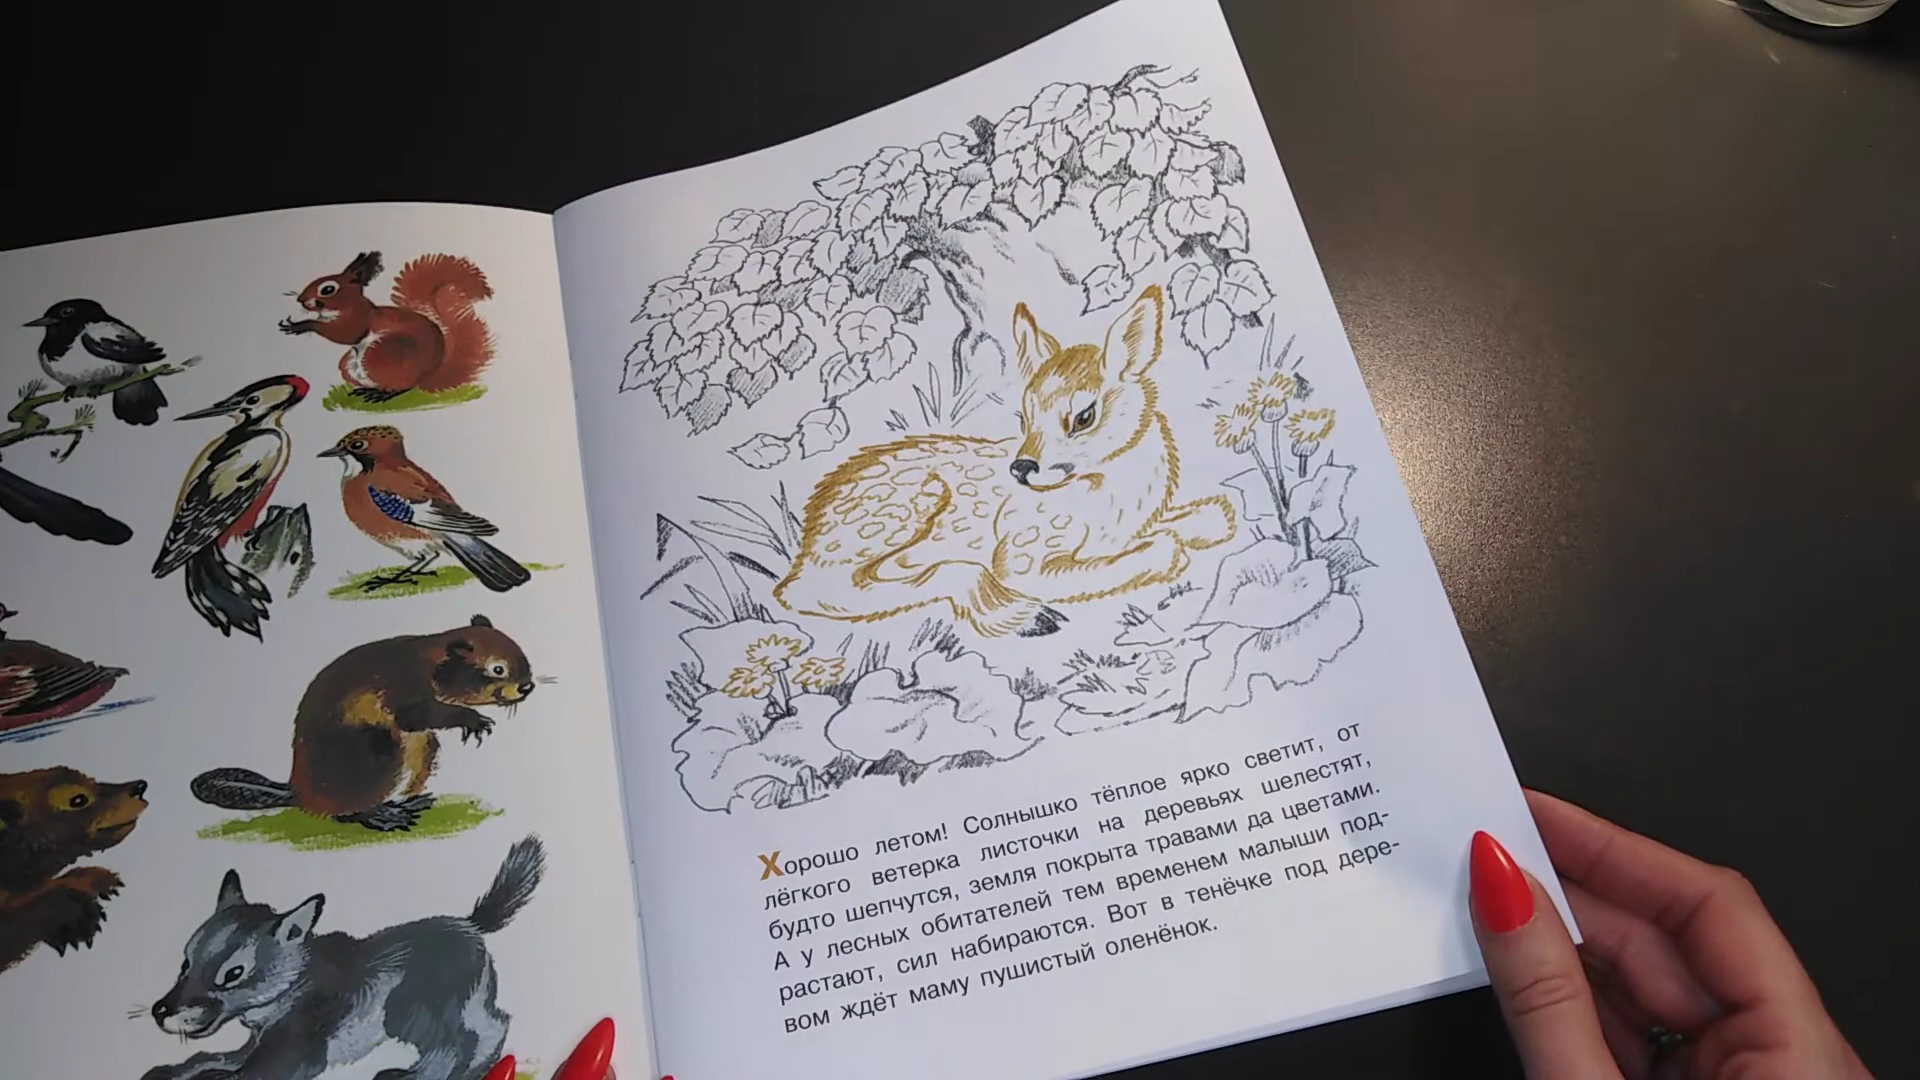 Хорошо летом! Солнышко тёплое ярко светит, от
лёгкого ветерка листочки на деревьях шелестят,
будто шепчутся, земля покрыта травами да цветами.
А у лесных обитателей тем временем малыши под-
растают, сил набираются. Вот в тенёчке под дере-
вом ждёт маму пушистый оленёнок.